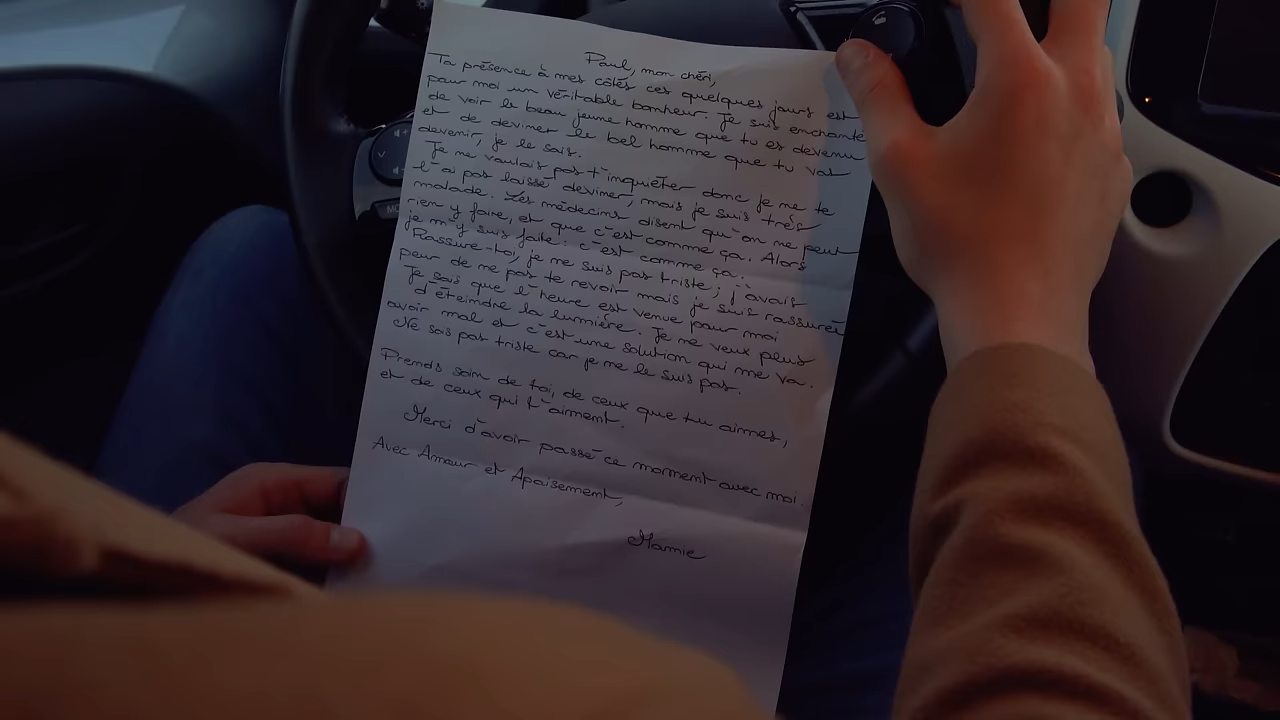 Paul, mon chéri,
Ta présence à mes côtés ces quelques jours est
pour moi un véritable bonheur. Je suis enchantée
de voir le beau jeune homme que tu es devenu
et de deviner le bel homme que tu vas
devenir, je le sais.
Je ne voulais pas t'inquiéter donc je ne te
l'ai pas laissé deviner, mais je suis très
malade. Les médecins disent qu'on ne peut
rien y faire, et que c'est comme ça. Alors
je m'y suis faite : c'est comme ça.
Rassure-toi, je ne suis pas triste ; j'avais
peur de ne pas te revoir mais je suis rassurée
Je sais que l'heure est venue pour moi
d'éteindre la lumière. Je ne veux plus
avoir mal et c'est une solution qui me va.
Ne sois pas triste car je ne le suis pas.
Prends soin de toi, de ceux que tu aimes,
et de ceux qui t'aiment.
Merci d'avoir passé ce moment avec moi.
Avec Amour et Apaisement,
Mamie